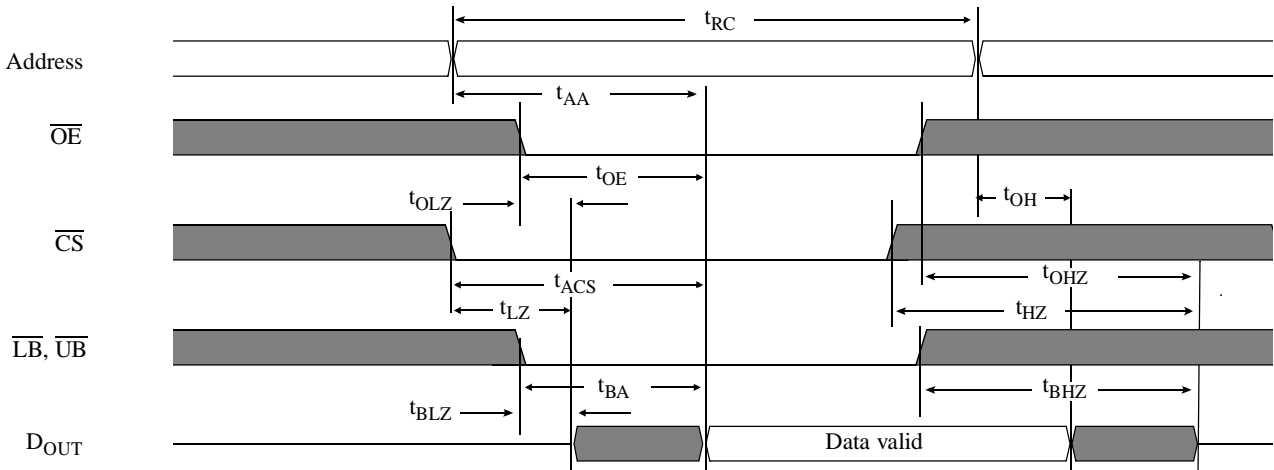 tRC
Address
tAA
OE
tOE
tOLZ
tOH
CS
tACS
tOHZ
tLZ
tHZ
LB, UB
tBA
tBHZ
tBLZ
DOUT
Data valid